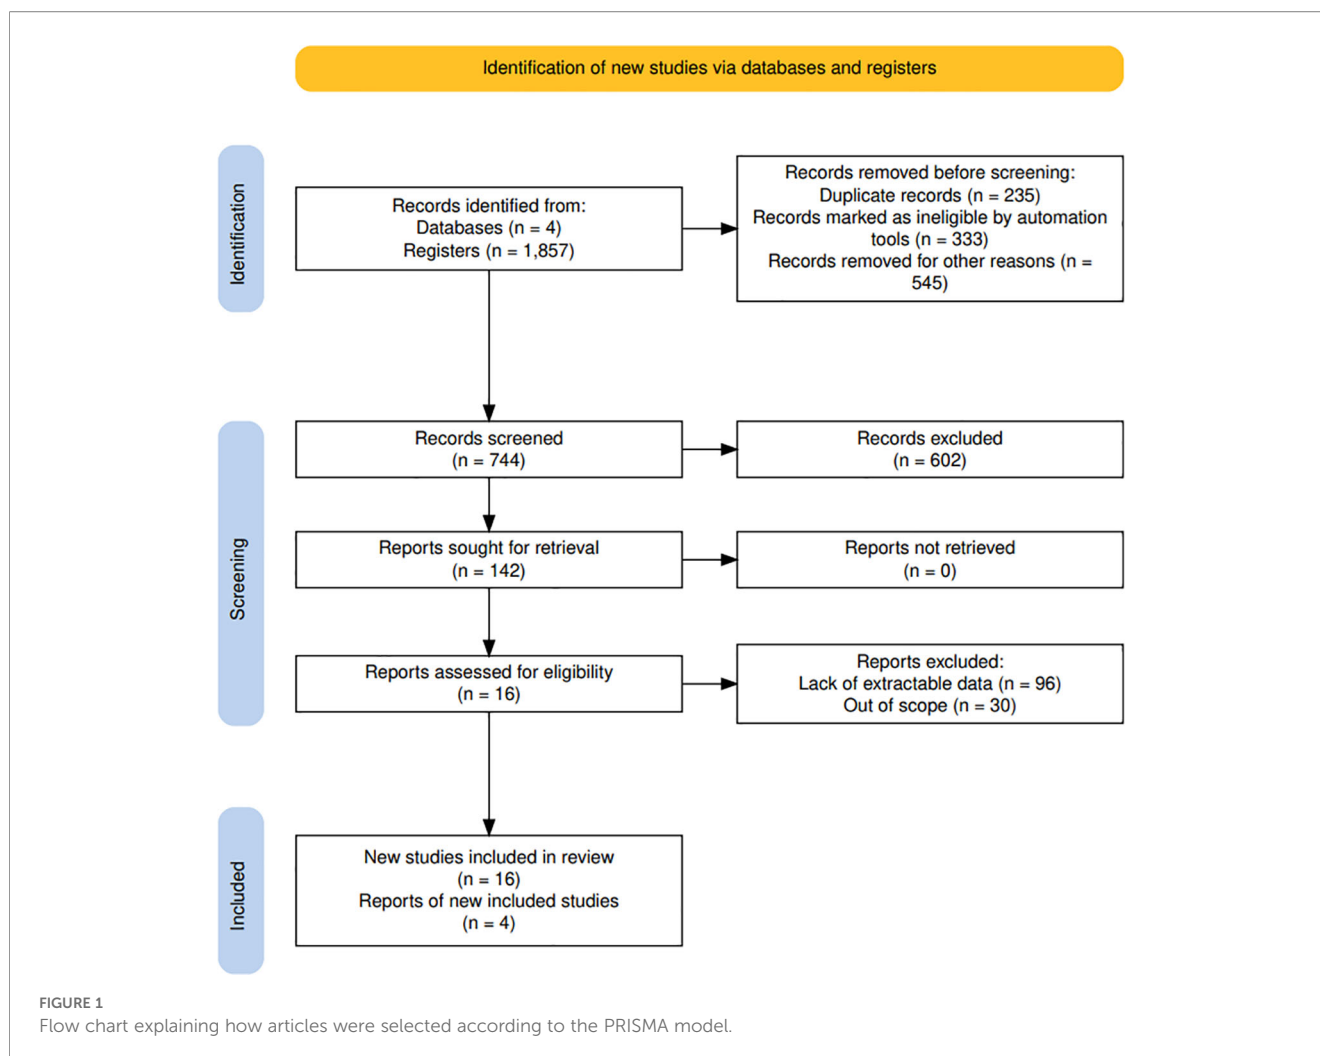 Identification of new studies via databases and registers
Identification
Records identified from:
Databases (n = 4)
Registers (n = 1,857)
Records removed before screening:
Duplicate records (n = 235)
Records marked as ineligible by automation
tools (n = 333)
Records removed for other reasons (n =
545)
Screening
Records screened
(n = 744)
Records excluded
(n = 602)
Reports sought for retrieval
(n = 142)
Reports not retrieved
(n = 0)
Reports assessed for eligibility
(n = 16)
Reports excluded:
Lack of extractable data (n = 96)
Out of scope (n = 30)
Included
New studies included in review
(n = 16)
Reports of new included studies
(n = 4)
FIGURE 1
Flow chart explaining how articles were selected according to the PRISMA model.